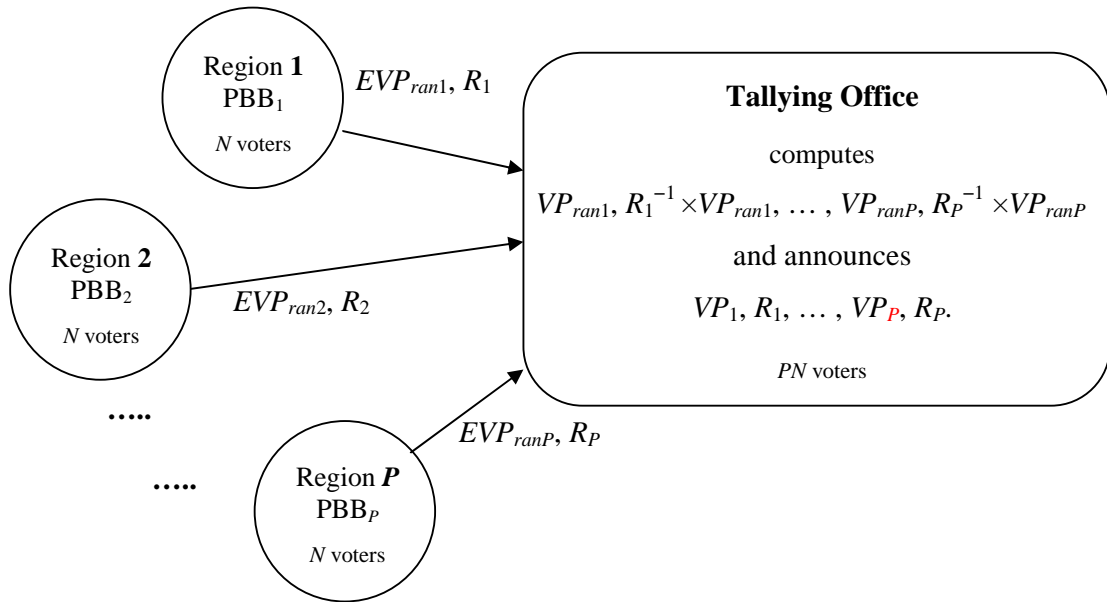 Region 1
PBB₁
N voters
EVPran1, R₁
Region 2
PBB₂
N voters
EVPran2, R₂
.....
.....
Region P
PBBP
N voters
EVPranP, RP
Tallying Office
computes
VPran1, R₁⁻¹ ×VPran1, … , VPranP, RP⁻¹ ×VPranP
and announces
VP₁, R₁, … , VPP, RP.
PN voters